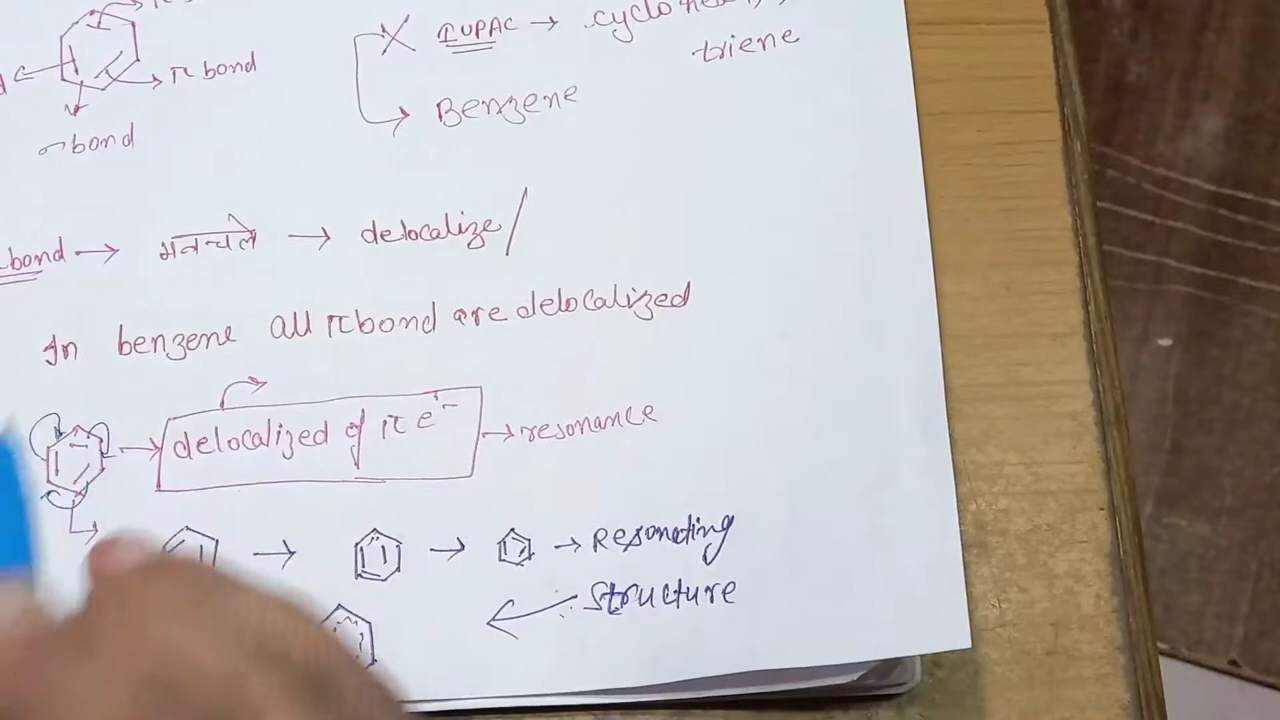 IUPAC → cyclo
triene
π bond
Benzene
σ bond
bond → मनचले → delocalize/
In benzene all π bond are delocalized
→ delocalized of π e⁻ → resonance
→ → → Resonating
Structure